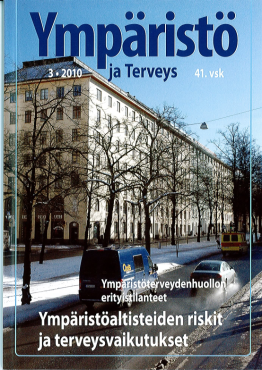 Ympäristö
3 • 2010
ja Terveys
41. vsk
Ympäristöterveydenhuollon
erityistilanteet
Ympäristöaltisteiden riskit
ja terveysvaikutukset